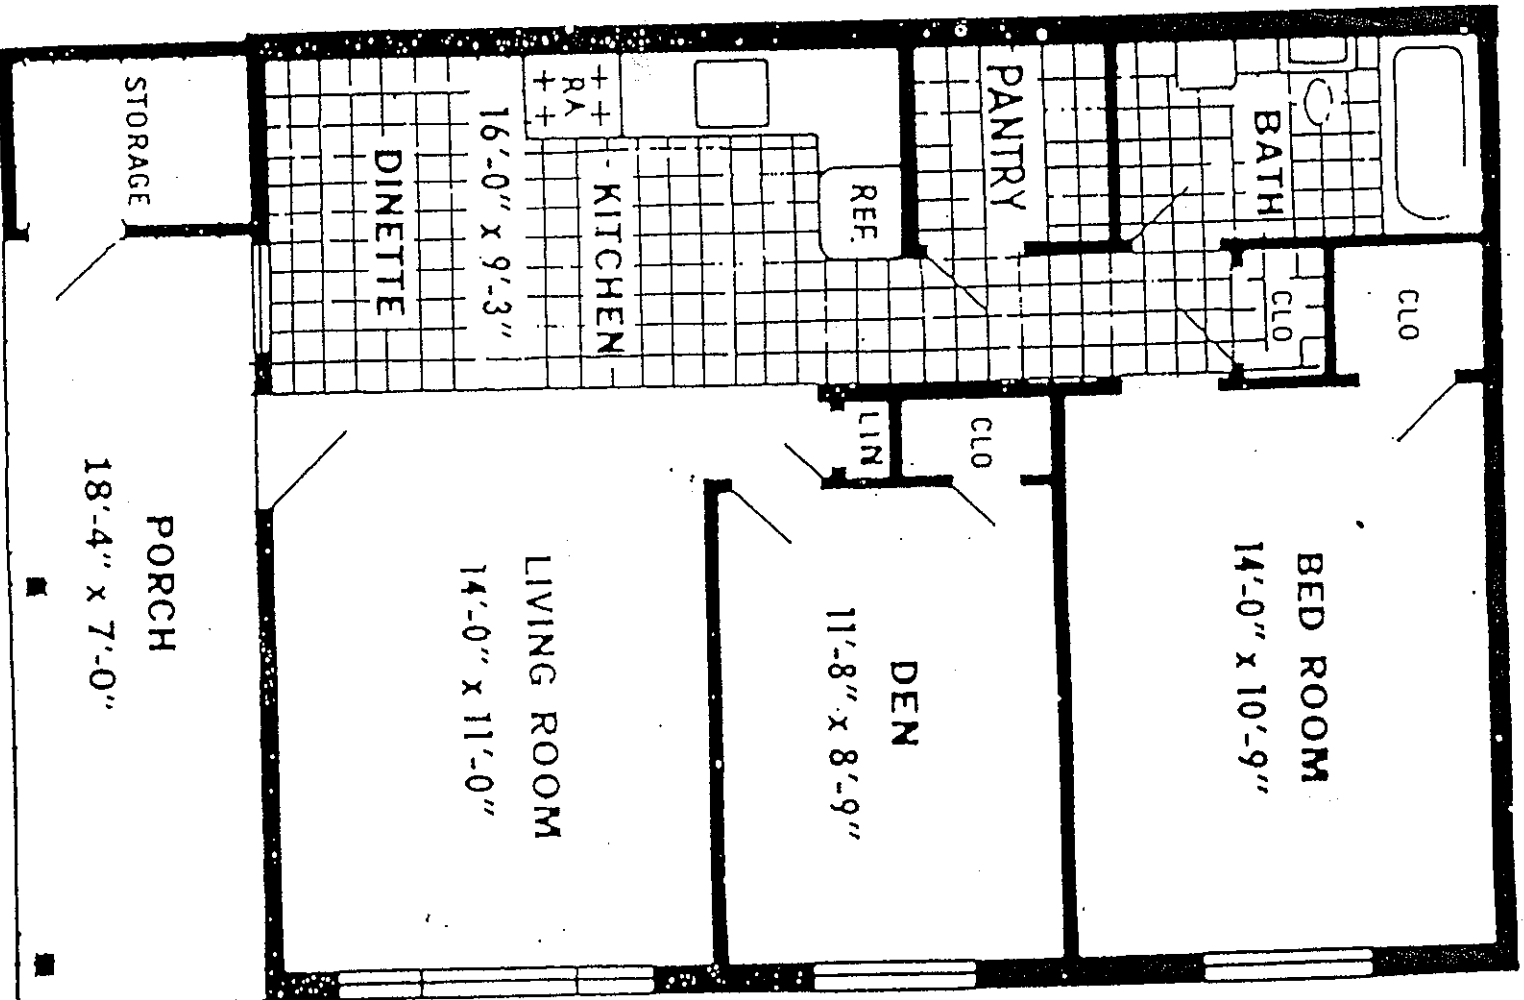 STORAGE
DINETTE
16'-0" x 9'-3"
RA
KITCHEN
REF.
PANTRY
BATH
CLO
CLO
LIN
CLO
PORCH
18'-4" x 7'-0"
LIVING ROOM
14'-0" x 11'-0"
DEN
11'-8" x 8'-9"
BED ROOM
14'-0" x 10'-9"